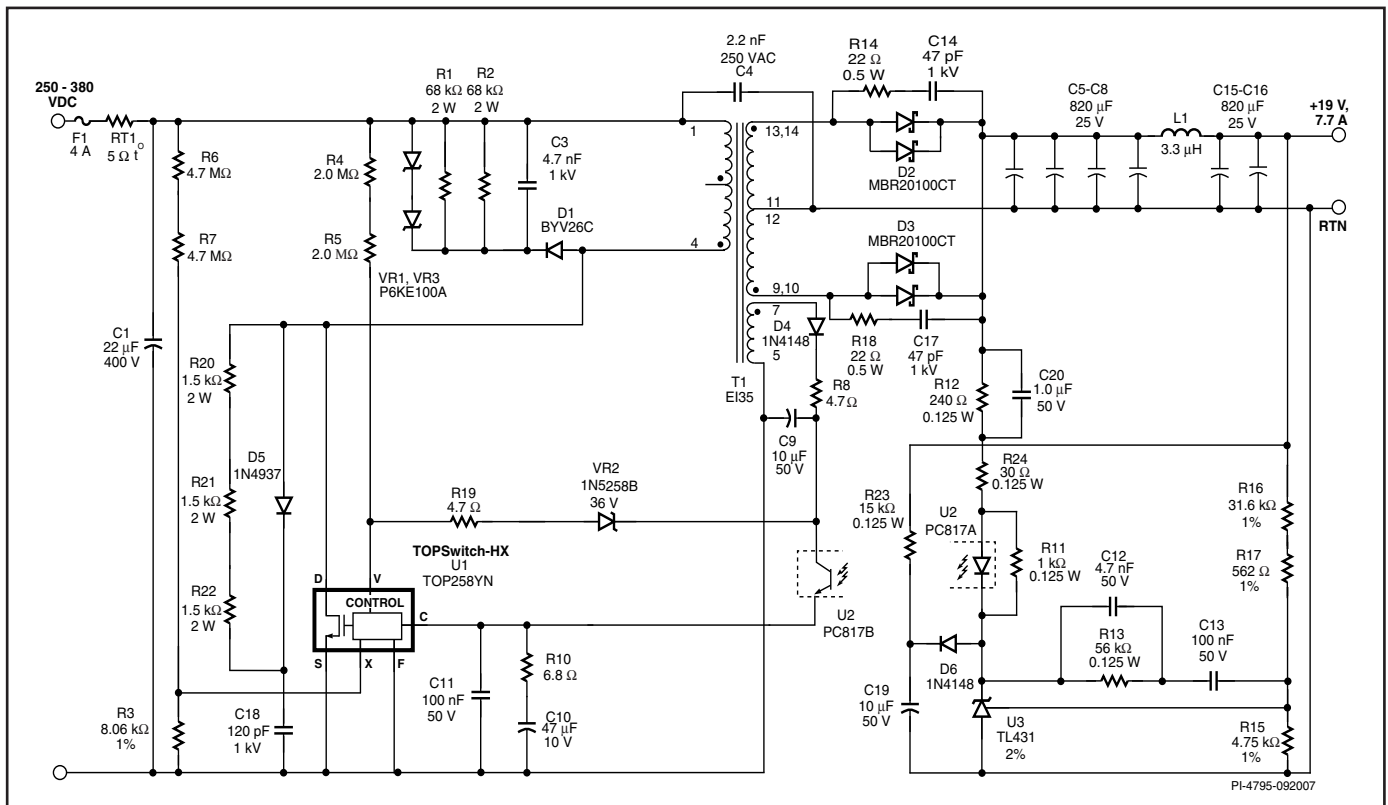 250 - 380
VDC
F1
4 A
RT1
5 Ω
t°
C1
22 μF
400 V
R6
4.7 MΩ
R7
4.7 MΩ
R3
8.06 kΩ
1%
R4
2.0 MΩ
R5
2.0 MΩ
VR1, VR3
P6KE100A
R1
68 kΩ
2 W
R2
68 kΩ
2 W
C3
4.7 nF
1 kV
D1
BYV26C
2.2 nF
250 VAC
C4
1
4
13,14
11
12
9,10
7
5
T1
EI35
R14
22 Ω
0.5 W
C14
47 pF
1 kV
D2
MBR20100CT
D3
MBR20100CT
D4
1N4148
R18
22 Ω
0.5 W
C17
47 pF
1 kV
C5-C8
820 μF
25 V
L1
3.3 μH
C15-C16
820 μF
25 V
+19 V,
7.7 A
RTN
R20
1.5 kΩ
2 W
R21
1.5 kΩ
2 W
R22
1.5 kΩ
2 W
D5
1N4937
C18
120 pF
1 kV
R8
4.7 Ω
C9
10 μF
50 V
R19
4.7 Ω
VR2
1N5258B
36 V
TOPSwitch-HX
U1
TOP258YN
D
V
CONTROL
C
S
X
F
C11
100 nF
50 V
R10
6.8 Ω
C10
47 μF
10 V
U2
PC817B
R12
240 Ω
0.125 W
C20
1.0 μF
50 V
R24
30 Ω
0.125 W
R23
15 kΩ
0.125 W
U2
PC817A
R11
1 kΩ
0.125 W
C12
4.7 nF
50 V
R13
56 kΩ
0.125 W
C13
100 nF
50 V
R16
31.6 kΩ
1%
R17
562 Ω
1%
D6
1N4148
C19
10 μF
50 V
U3
TL431
2%
R15
4.75 kΩ
1%
PI-4795-092007